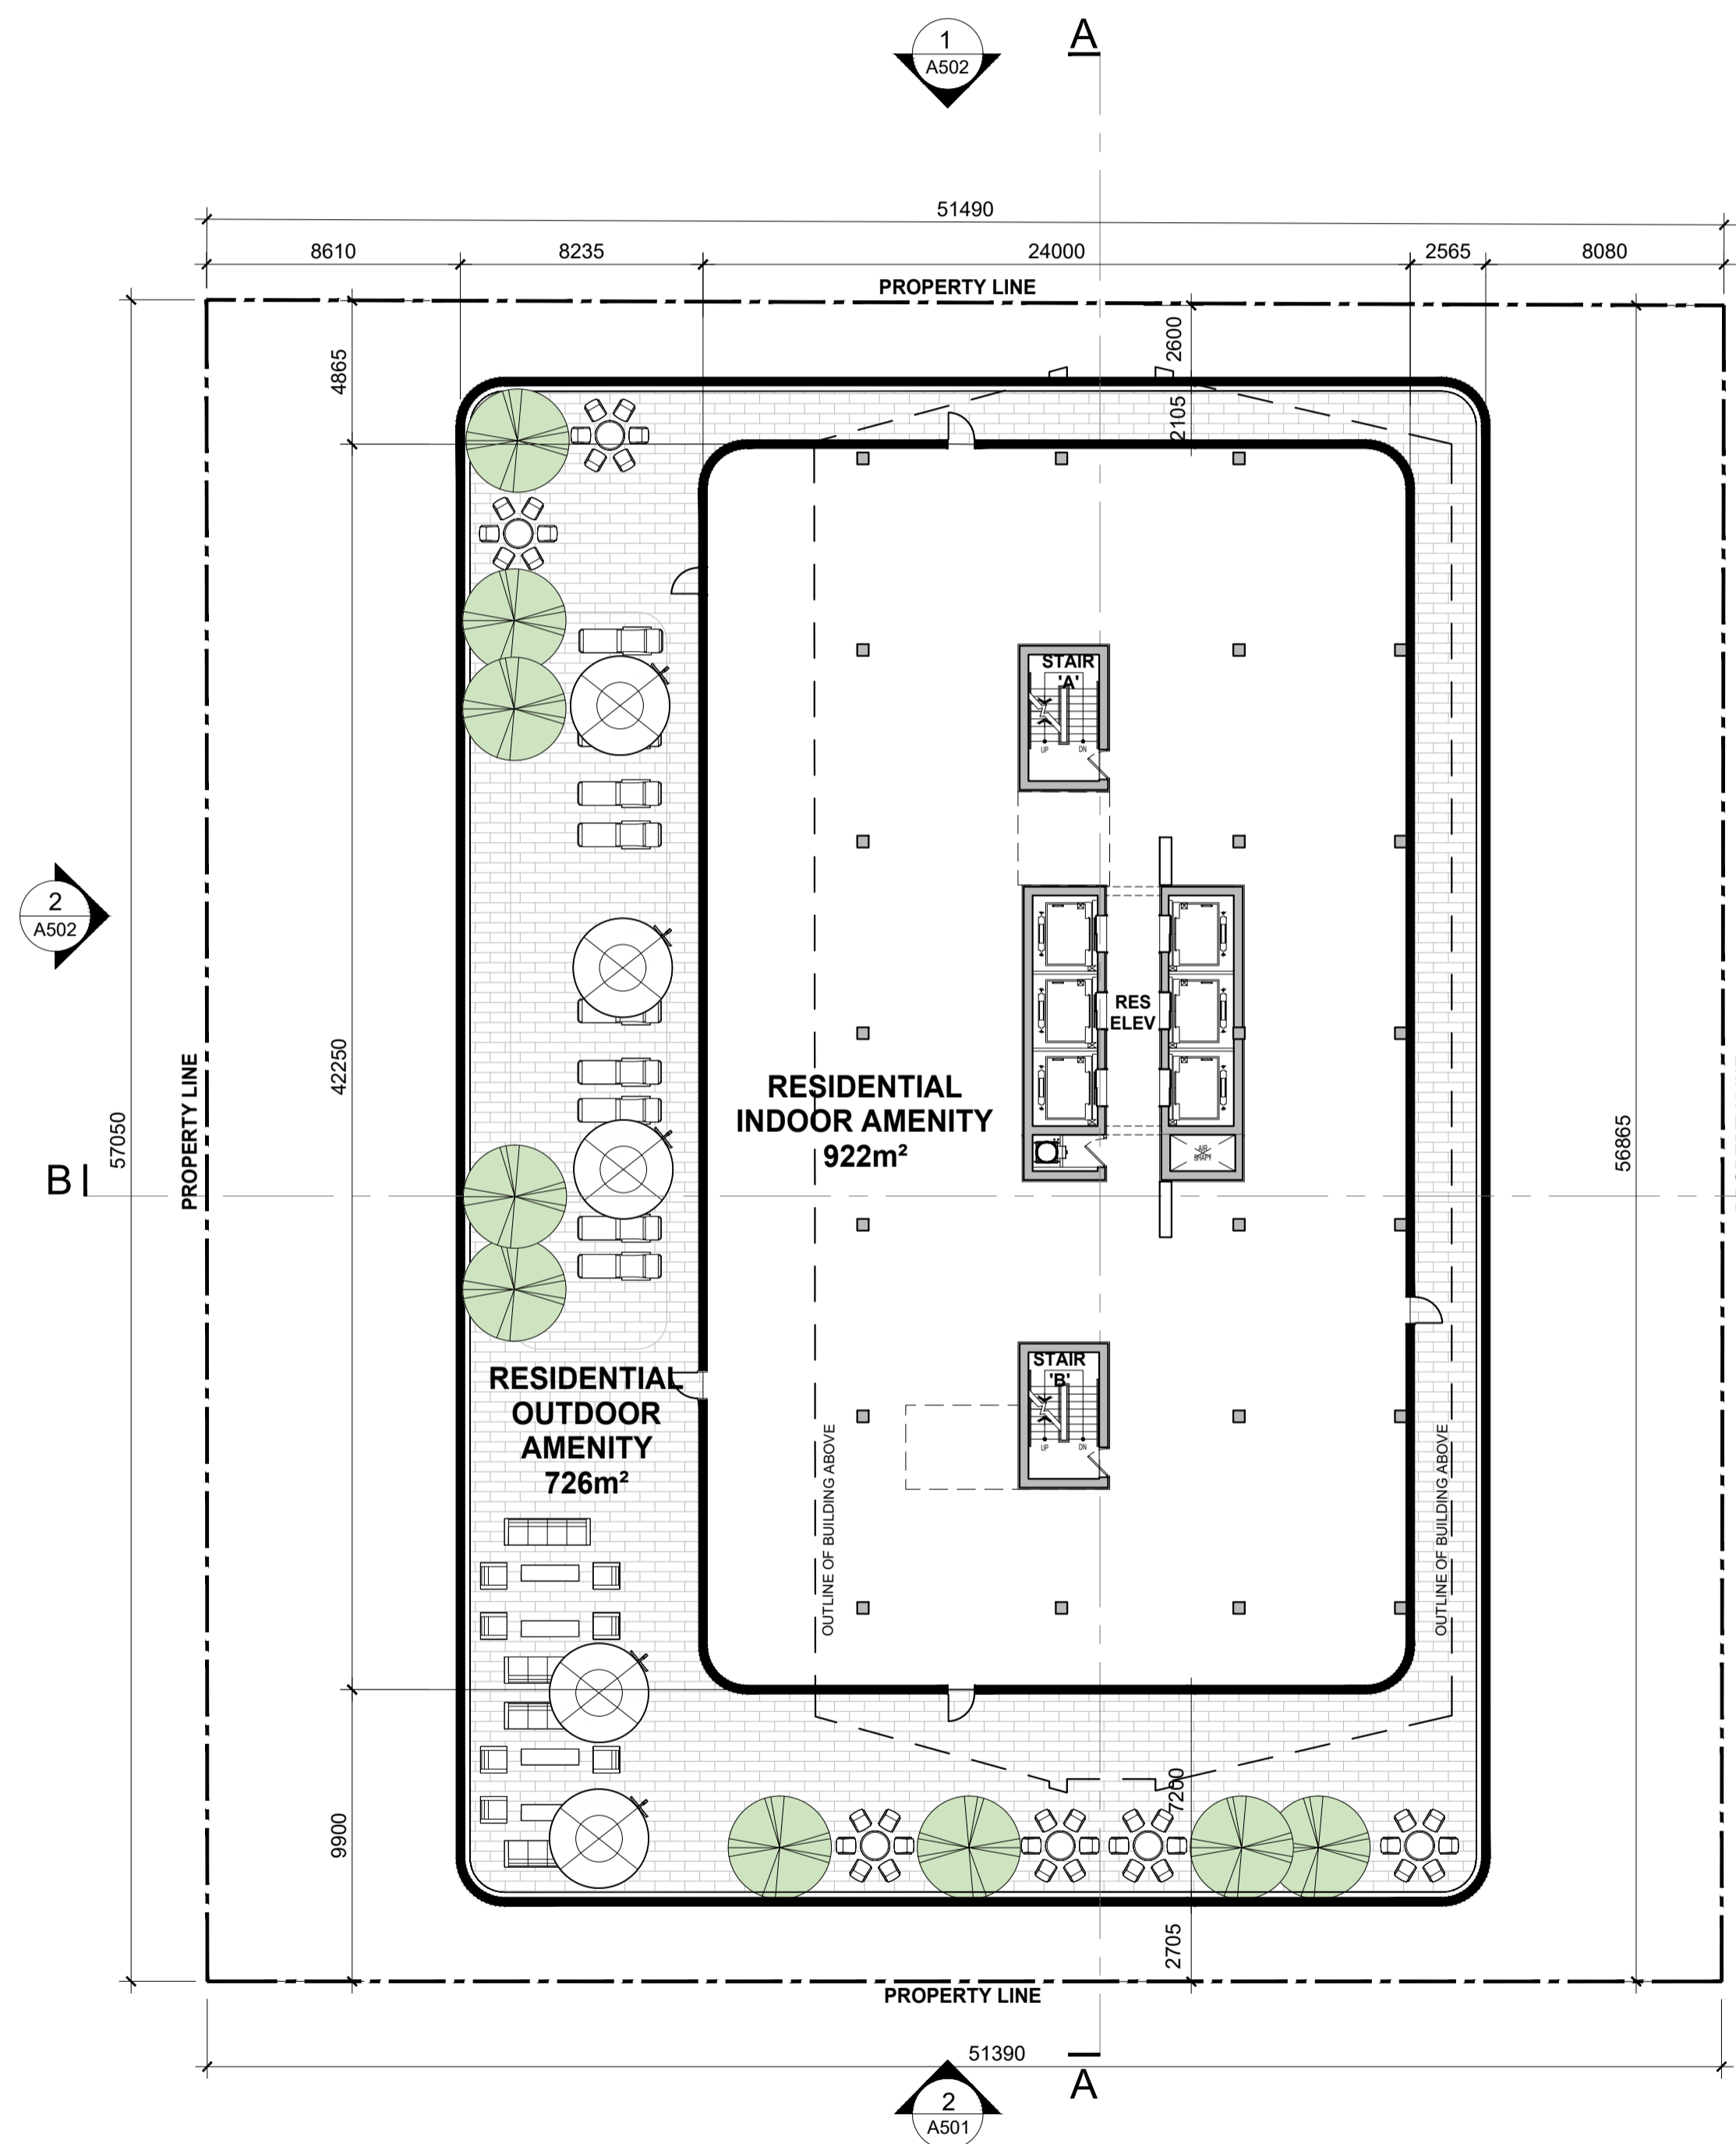 1
A502
A
51490
8610
8235
24000
2565
8080
PROPERTY LINE
4865
2600
2105
STAIR
'A'
UP
DN
2
A502
RES
ELEV
RESIDENTIAL
INDOOR AMENITY
922m²
42250
57050
PROPERTY LINE
56865
AIR
SHAFT
B
RESIDENTIAL
OUTDOOR
AMENITY
726m²
STAIR
'B'
UP
DN
OUTLINE OF BUILDING ABOVE
OUTLINE OF BUILDING ABOVE
9900
7200
2705
PROPERTY LINE
51390
A
2
A501